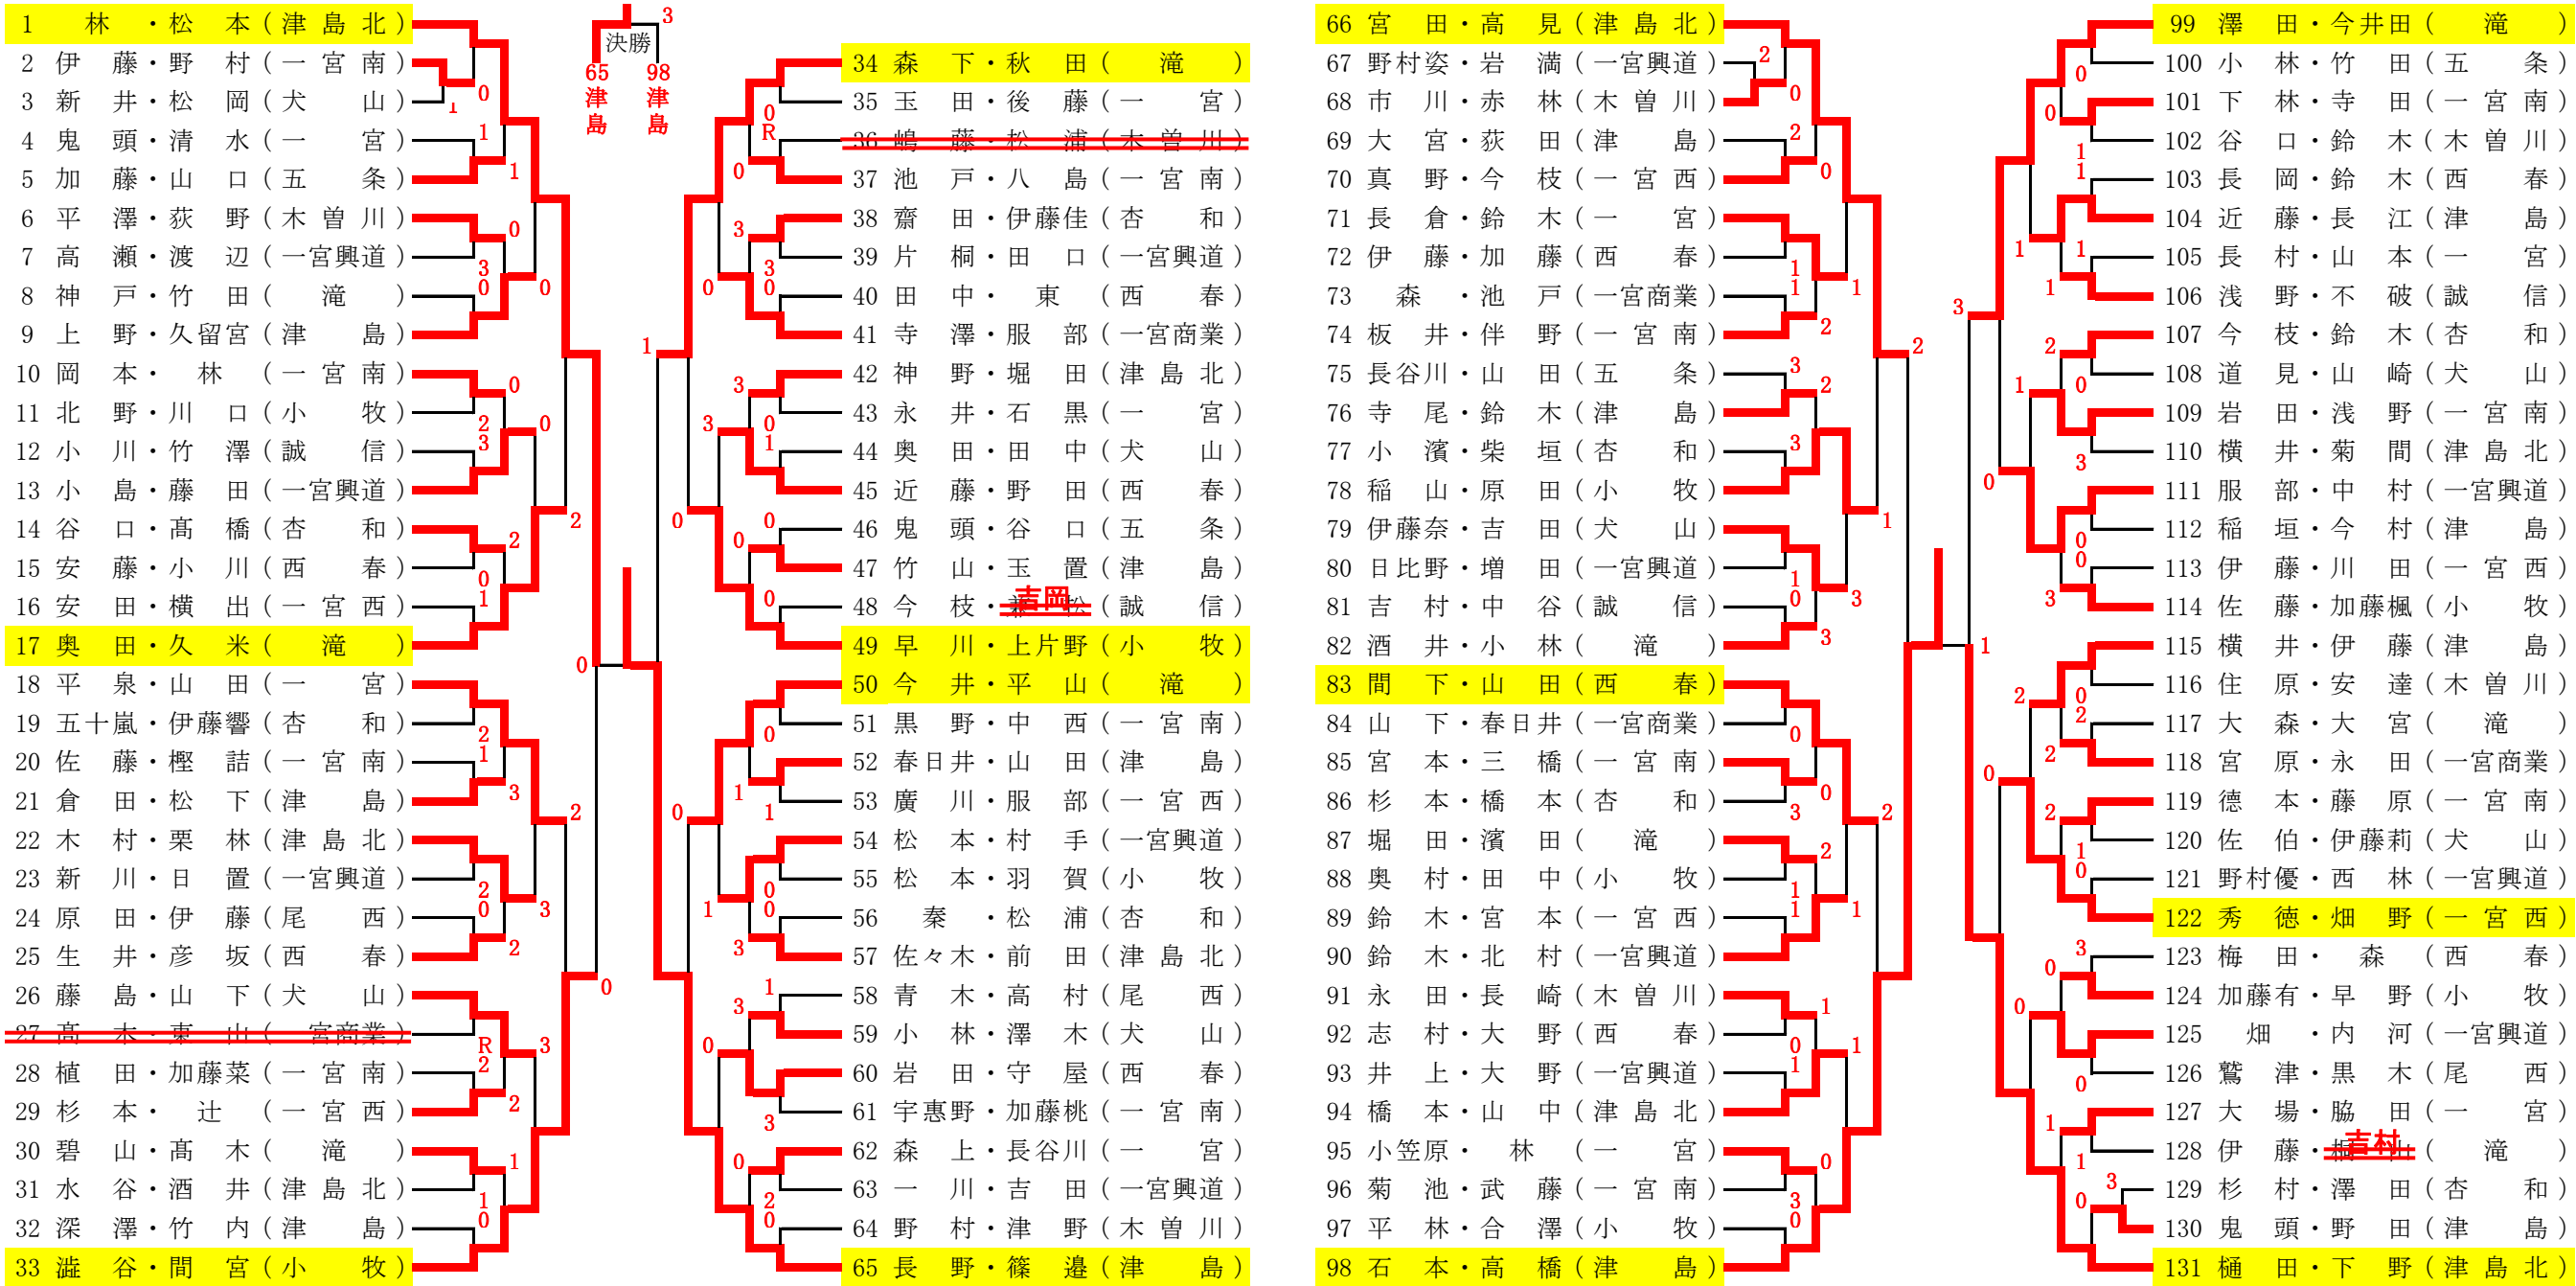 1 林・松本（津島北）
2 伊藤・野村（一宮南）
3 新井・松岡（犬山）
4 鬼頭・清水（一宮）
5 加藤・山口（五条）
6 平澤・荻野（木曽川）
7 高瀬・渡辺（一宮興道）
8 神戸・竹田（滝）
9 上野・久留宮（津島）
10 岡本・林（一宮南）
11 北野・川口（小牧）
12 小川・竹澤（誠信）
13 小島・藤田（一宮興道）
14 谷口・髙橋（杏和）
15 安藤・小川（西春）
16 安田・横出（一宮西）
17 奥田・久米（滝）
18 平泉・山田（一宮）
19 五十嵐・伊藤響（杏和）
20 佐藤・樫詰（一宮南）
21 倉田・松下（津島）
22 木村・栗林（津島北）
23 新川・日置（一宮興道）
24 原田・伊藤（尾西）
25 生井・彦坂（西春）
26 藤島・山下（犬山）
27 髙木・東山（一宮商業）
28 植田・加藤菜（一宮南）
29 杉本・辻（一宮西）
30 碧山・髙木（滝）
31 水谷・酒井（津島北）
32 深澤・竹内（津島）
33 澁谷・間宮（小牧）
決勝
3
65 津島
98 津島
34 森下・秋田（滝）
35 玉田・後藤（一宮）
36 嶋藤・松浦（木曽川）
37 池戸・八島（一宮南）
38 齋田・伊藤佳（杏和）
39 片桐・田口（一宮興道）
40 田中・東（西春）
41 寺澤・服部（一宮商業）
42 神野・堀田（津島北）
43 永井・石黒（一宮）
44 奥田・田中（犬山）
45 近藤・野田（西春）
46 鬼頭・谷口（五条）
47 竹山・玉置（津島）
吉岡
48 今枝・（誠信）
49 早川・上片野（小牧）
50 今井・平山（滝）
51 黒野・中西（一宮南）
52 春日井・山田（津島）
53 廣川・服部（一宮西）
54 松本・村手（一宮興道）
55 松本・羽賀（小牧）
56 秦・松浦（杏和）
57 佐々木・前田（津島北）
58 青木・高村（尾西）
59 小林・澤木（犬山）
60 岩田・守屋（西春）
61 宇惠野・加藤桃（一宮南）
62 森上・長谷川（一宮）
63 一川・吉田（一宮興道）
64 野村・津野（木曽川）
65 長野・篠邉（津島）
66 宮田・高見（津島北）
67 野村姿・岩満（一宮興道）
68 市川・赤林（木曽川）
69 大宮・荻田（津島）
70 真野・今枝（一宮西）
71 長倉・鈴木（一宮）
72 伊藤・加藤（西春）
73 森・池戸（一宮商業）
74 板井・伴野（一宮南）
75 長谷川・山田（五条）
76 寺尾・鈴木（津島）
77 小濱・柴垣（杏和）
78 稲山・原田（小牧）
79 伊藤奈・吉田（犬山）
80 日比野・増田（一宮興道）
81 吉村・中谷（誠信）
82 酒井・小林（滝）
83 間下・山田（西春）
84 山下・春日井（一宮商業）
85 宮本・三橋（一宮南）
86 杉本・橋本（杏和）
87 堀田・濱田（滝）
88 奥村・田中（小牧）
89 鈴木・宮本（一宮西）
90 鈴木・北村（一宮興道）
91 永田・長崎（木曽川）
92 志村・大野（西春）
93 井上・大野（一宮興道）
94 橋本・山中（津島北）
95 小笠原・林（一宮）
96 菊池・武藤（一宮南）
97 平林・合澤（小牧）
98 石本・高橋（津島）
99 澤田・今井田（滝）
100 小林・竹田（五条）
101 下林・寺田（一宮南）
102 谷口・鈴木（木曽川）
103 長岡・鈴木（西春）
104 近藤・長江（津島）
105 長村・山本（一宮）
106 浅野・不破（誠信）
107 今枝・鈴木（杏和）
108 道見・山崎（犬山）
109 岩田・浅野（一宮南）
110 横井・菊間（津島北）
111 服部・中村（一宮興道）
112 稲垣・今村（津島）
113 伊藤・川田（一宮西）
114 佐藤・加藤楓（小牧）
115 横井・伊藤（津島）
116 住原・安達（木曽川）
117 大森・大宮（滝）
118 宮原・永田（一宮商業）
119 德本・藤原（一宮南）
120 佐伯・伊藤莉（犬山）
121 野村優・西林（一宮興道）
122 秀徳・畑野（一宮西）
123 梅田・森（西春）
124 加藤有・早野（小牧）
125 畑・内河（一宮興道）
126 鷲津・黒木（尾西）
127 大場・脇田（一宮）
吉村
128 伊藤・（滝）
129 杉村・澤田（杏和）
130 鬼頭・野田（津島）
131 樋田・下野（津島北）